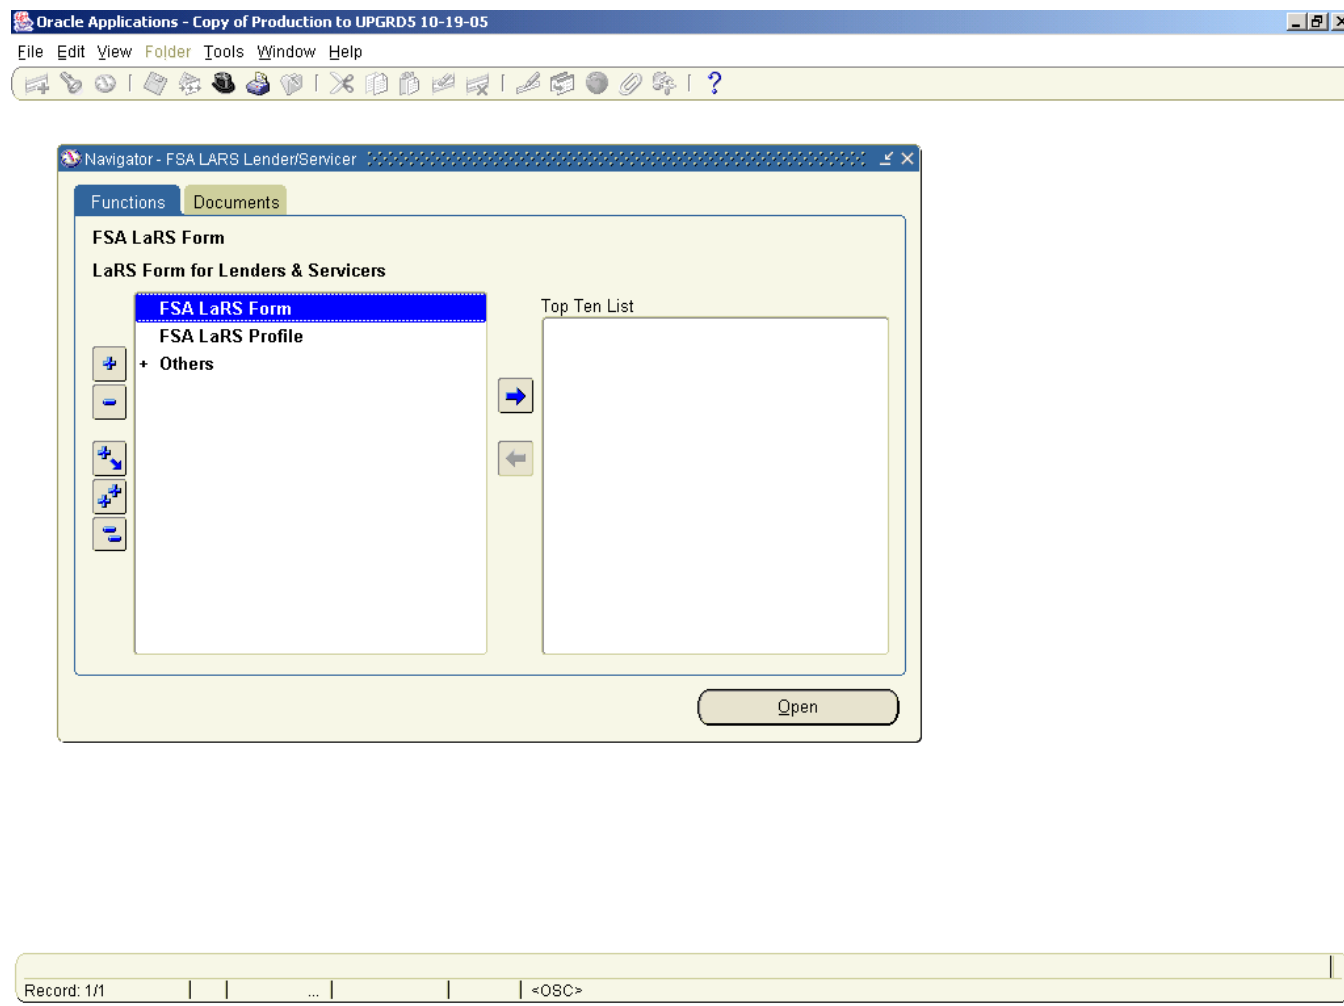 Oracle Applications - Copy of Production to UPGRD5 10-19-05
File Edit View Folder Tools Window Help
?
Navigator - FSA LARS Lender/Servicer
Functions Documents
FSA LaRS Form
LaRS Form for Lenders & Servicers
FSA LaRS Form
FSA LaRS Profile
+ Others
Top Ten List
Open
Record: 1/1 ... <OSC>